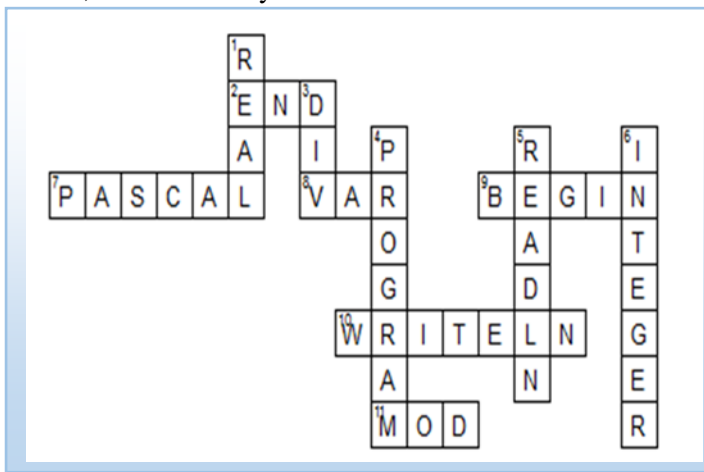 1R
2E N 3D
A I 4P 5R 6I
7P A S C A L 8V A R 9B E G I N
O A T
G D E
10W R I T E L N G
A N E
11M O D R